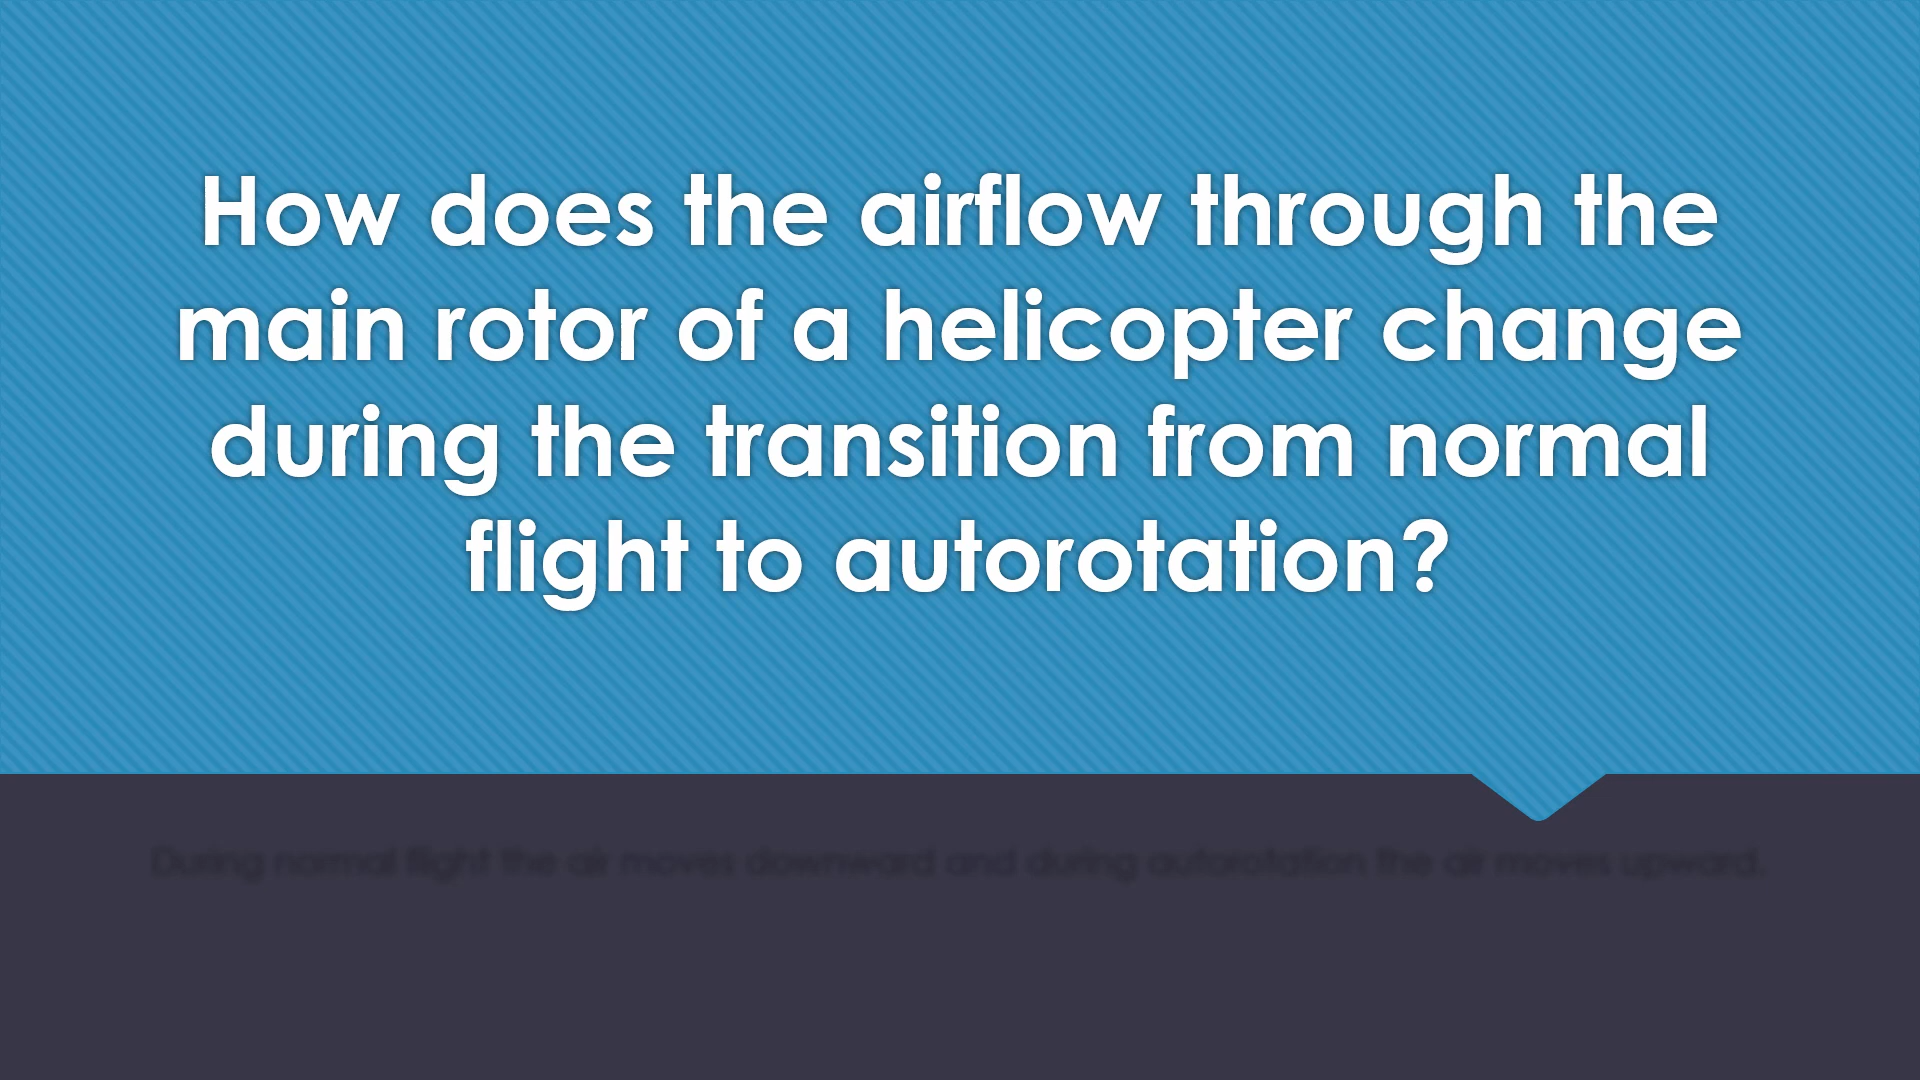 How does the airflow through the
main rotor of a helicopter change
during the transition from normal
flight to autorotation?
During normal flight the air moves downward and during autorotation the air moves upward.